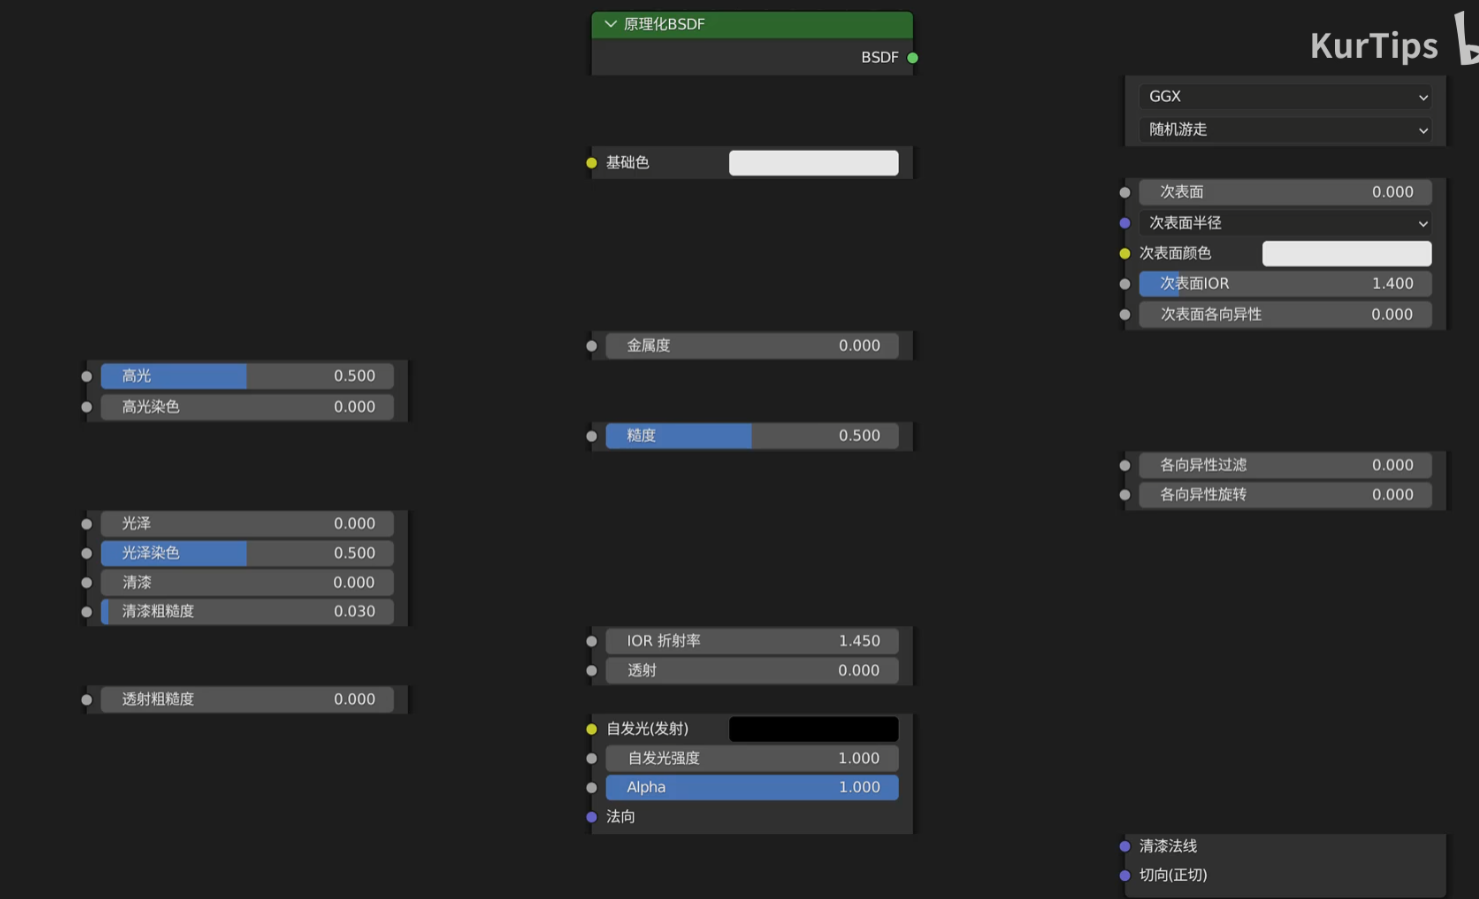 原理化BSDF
BSDF
KurTips
GGX
随机游走
基础色
次表面 0.000
次表面半径
次表面颜色
次表面IOR 1.400
次表面各向异性 0.000
金属度 0.000
高光 0.500
高光染色 0.000
糙度 0.500
各向异性过滤 0.000
各向异性旋转 0.000
光泽 0.000
光泽染色 0.500
清漆 0.000
清漆粗糙度 0.030
IOR 折射率 1.450
透射 0.000
透射粗糙度 0.000
自发光(发射)
自发光强度 1.000
Alpha 1.000
法向
清漆法线
切向(正切)